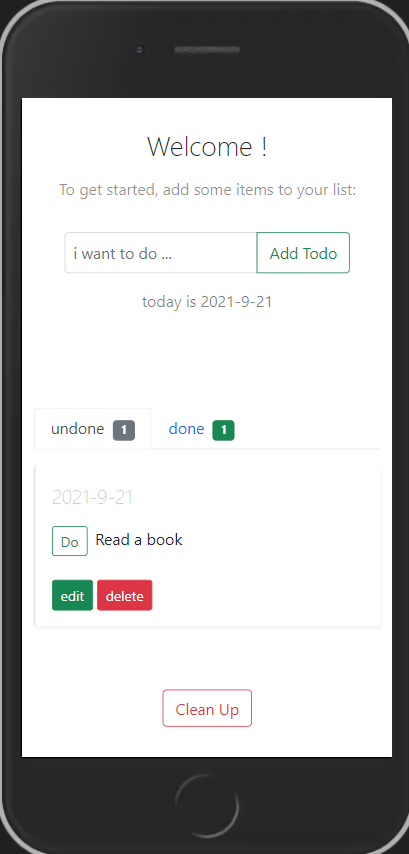 Welcome !
To get started, add some items to your list:
i want to do ... Add Todo
today is 2021-9-21
undone 1 done 1
2021-9-21
Do Read a book
edit delete
Clean Up